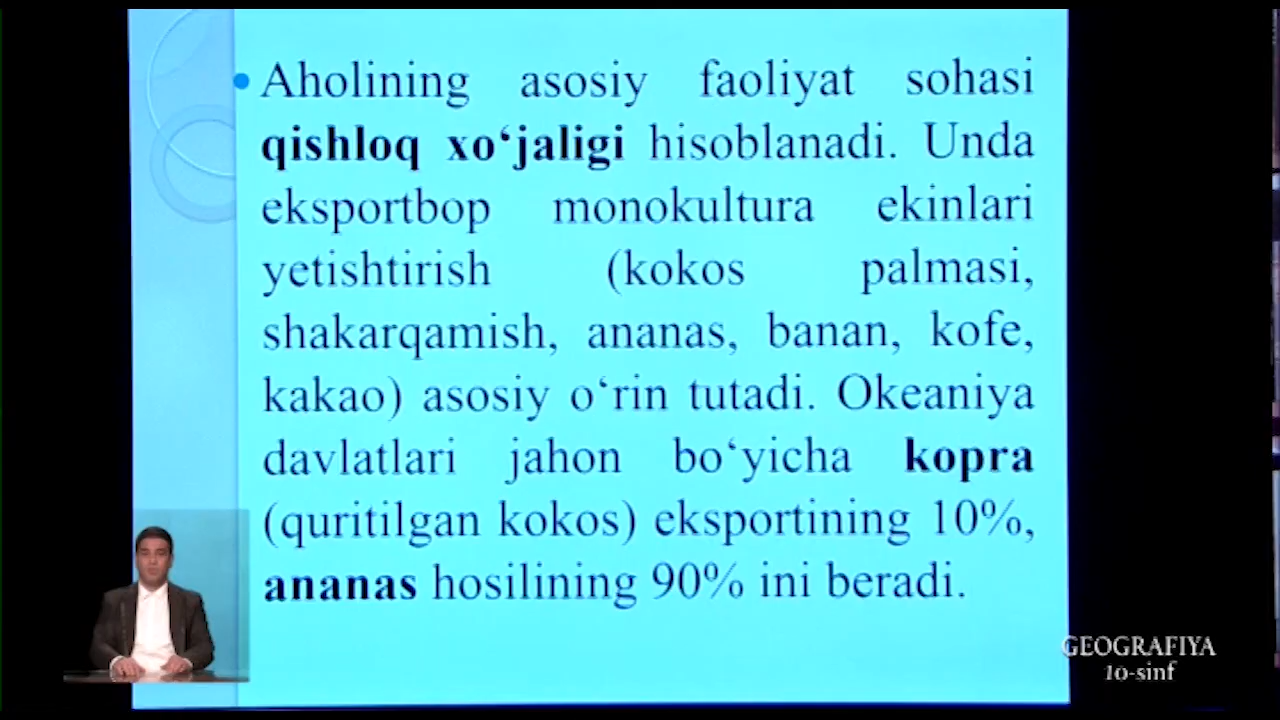 • Aholining asosiy faoliyat sohasi
qishloq xo‘jaligi hisoblanadi. Unda
eksportbop monokultura ekinlari
yetishtirish (kokos palmasi,
shakarqamish, ananas, banan, kofe,
kakao) asosiy o‘rin tutadi. Okeaniya
davlatlari jahon bo‘yicha kopra
(quritilgan kokos) eksportining 10%,
ananas hosilining 90% ini beradi.
GEOGRAFIYA
10-sinf